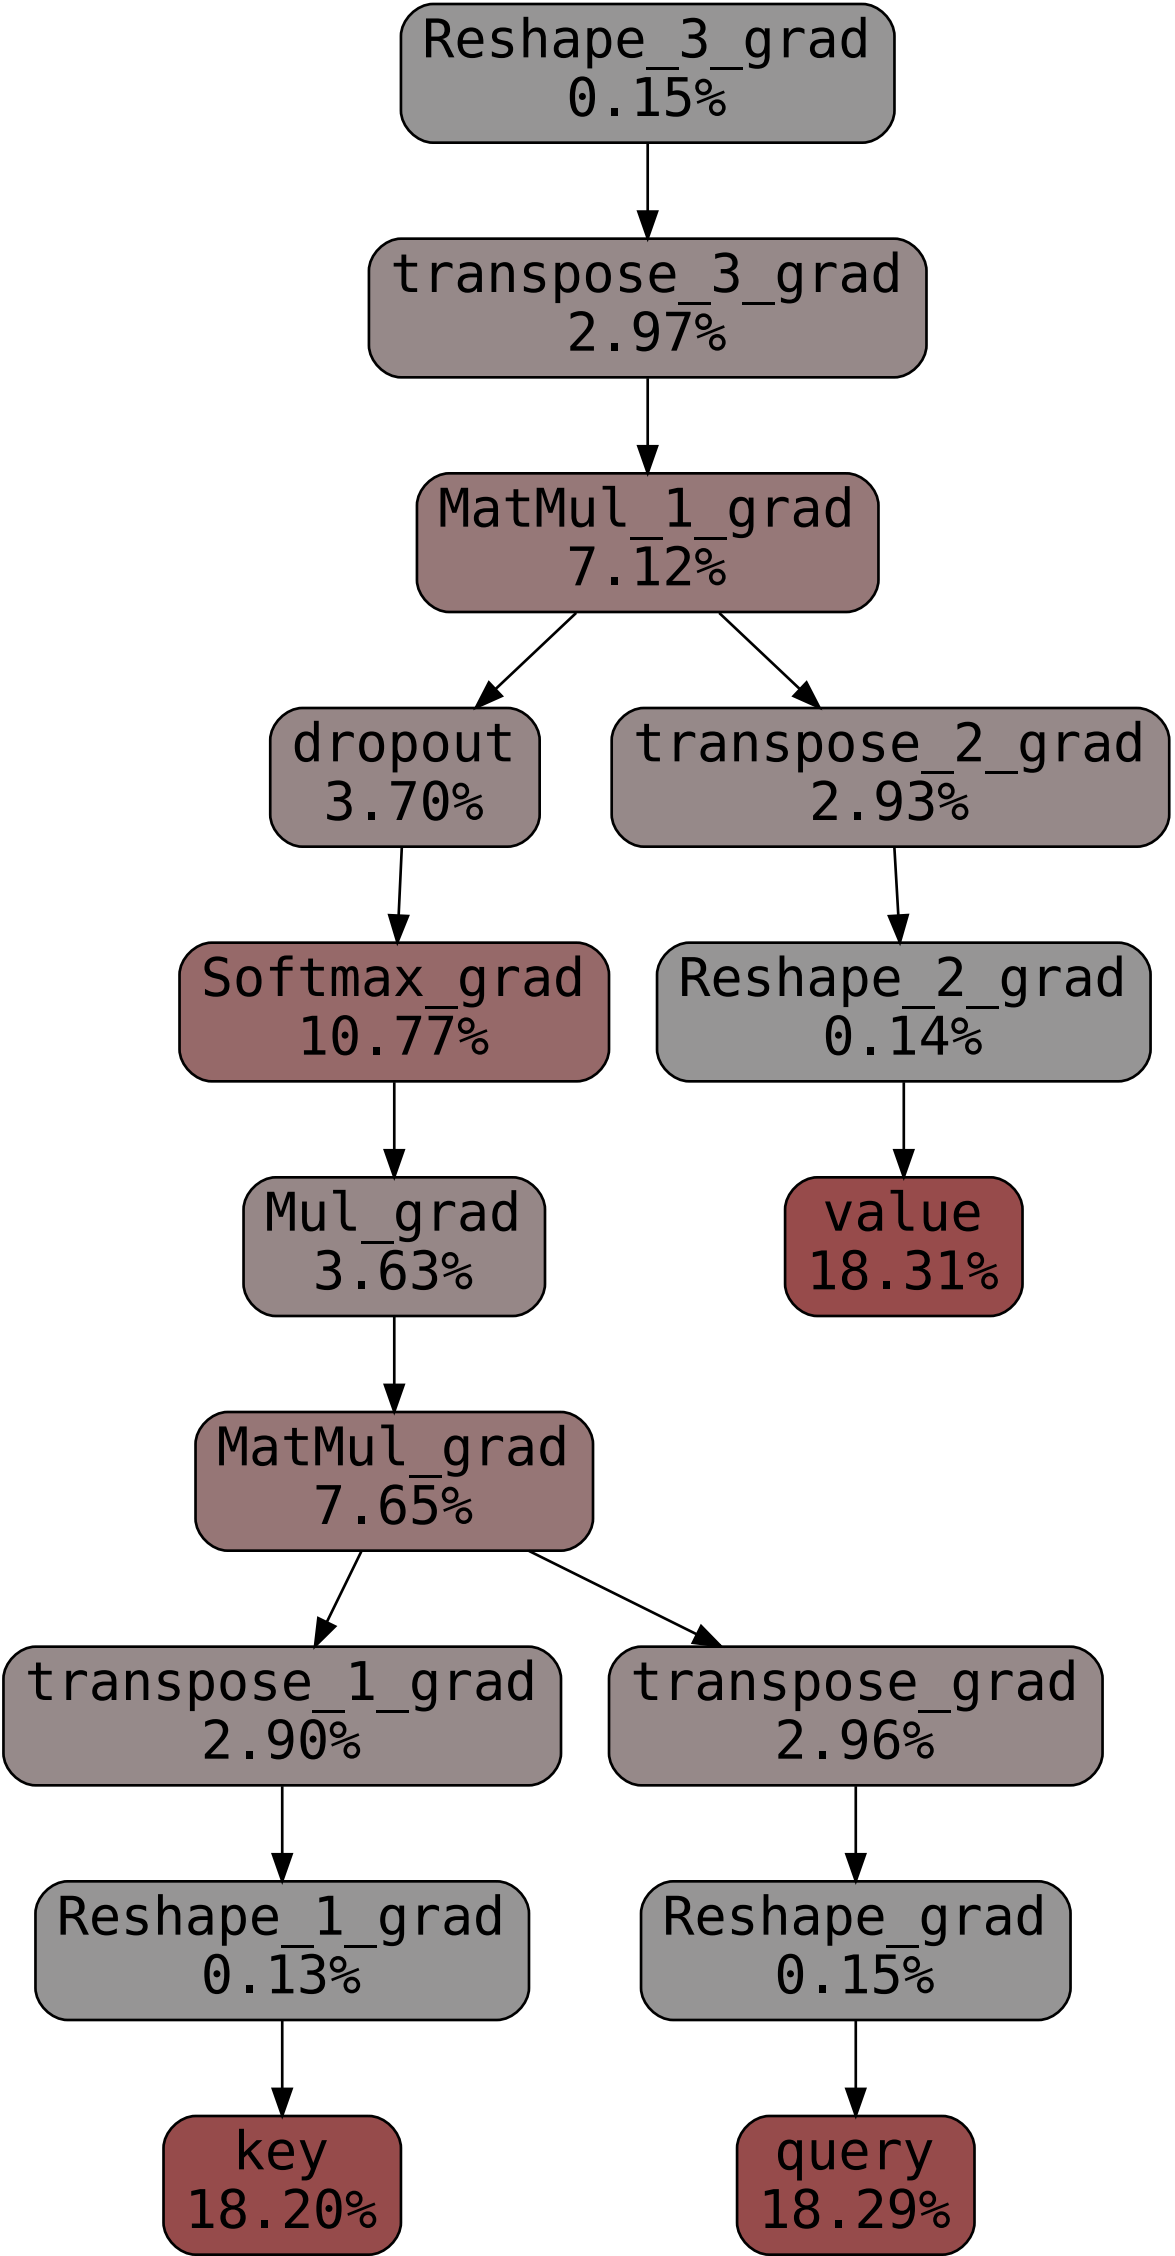 Reshape_3_grad
0.15%
transpose_3_grad
2.97%
MatMul_1_grad
7.12%
dropout
3.70%
transpose_2_grad
2.93%
Softmax_grad
10.77%
Reshape_2_grad
0.14%
Mul_grad
3.63%
value
18.31%
MatMul_grad
7.65%
transpose_1_grad
2.90%
transpose_grad
2.96%
Reshape_1_grad
0.13%
Reshape_grad
0.15%
key
18.20%
query
18.29%